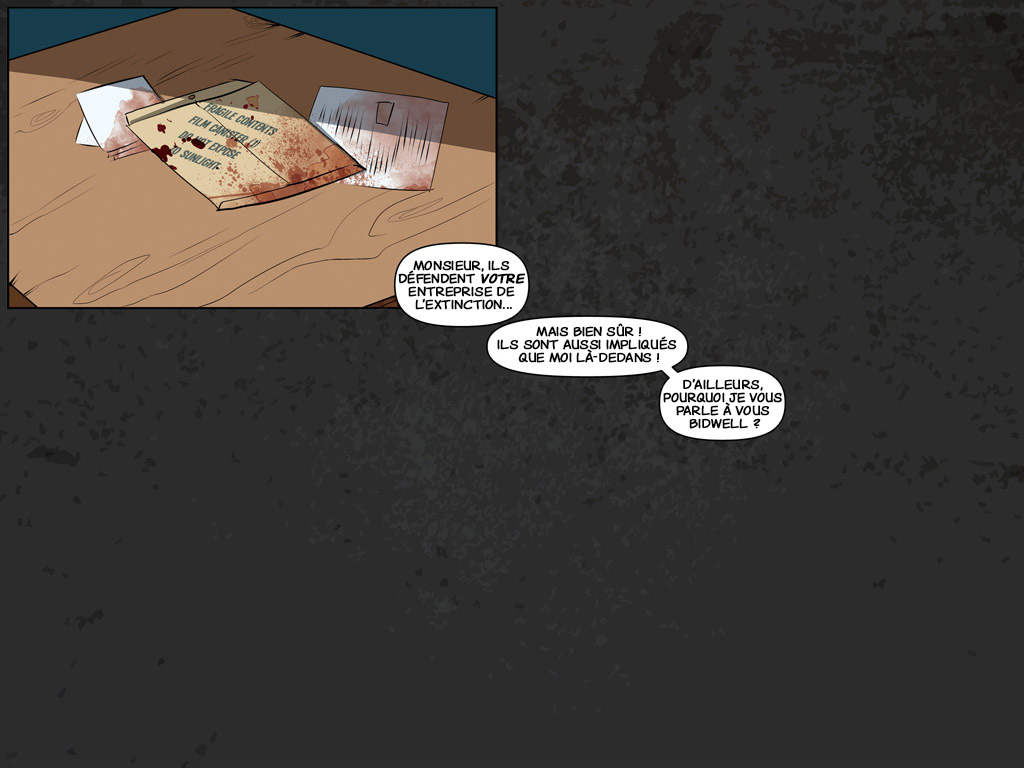 FRAGILE CONTENTS
FILM CANISTER
DO NOT EXPOSE
TO SUNLIGHT
MONSIEUR, ILS
DÉFENDENT VOTRE
ENTREPRISE DE
L'EXTINCTION...
MAIS BIEN SÛR !
ILS SONT AUSSI IMPLIQUÉS
QUE MOI LÀ-DEDANS !
D'AILLEURS,
POURQUOI JE VOUS
PARLE À VOUS
BIDWELL ?